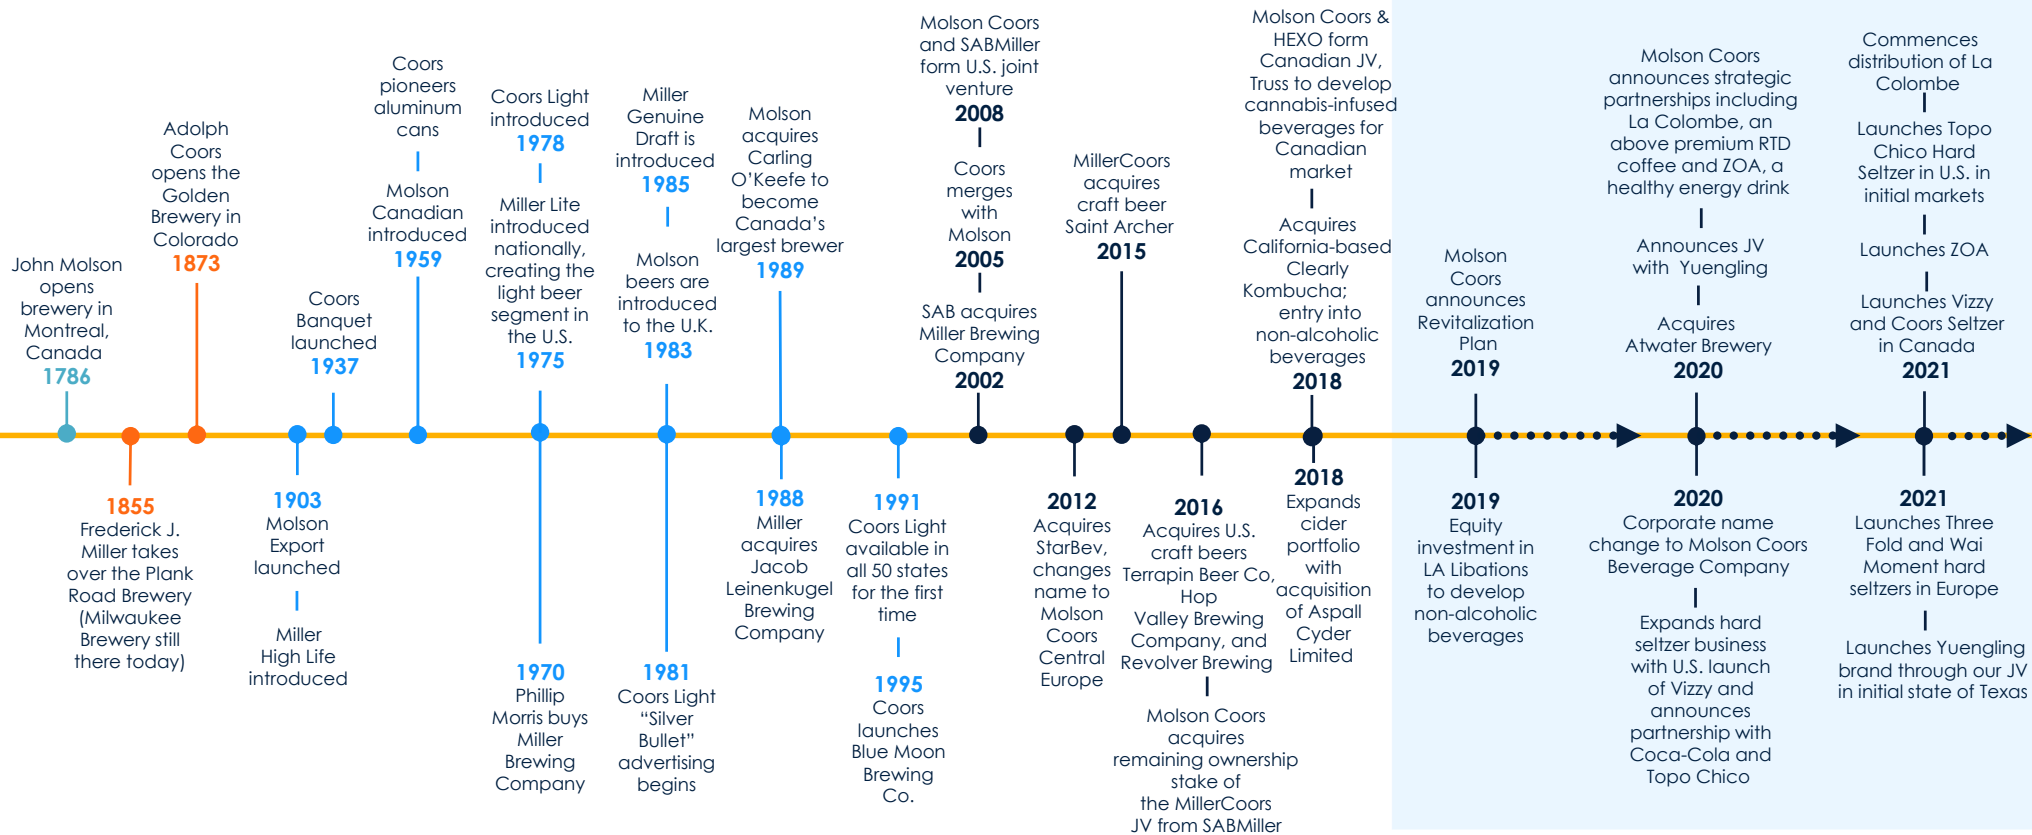 John Molson
opens
brewery in
Montreal,
Canada
1786
1855
Frederick J.
Miller takes
over the Plank
Road Brewery
(Milwaukee
Brewery still
there today)
Adolph
Coors
opens the
Golden
Brewery in
Colorado
1873
1903
Molson
Export
launched
Miller
High Life
introduced
Coors
Banquet
launched
1937
Coors
pioneers
aluminum
cans
Molson
Canadian
introduced
1959
Coors Light
introduced
1978
Miller Lite
introduced
nationally,
creating the
light beer
segment in
the U.S.
1975
1970
Phillip
Morris buys
Miller
Brewing
Company
Miller
Genuine
Draft is
introduced
1985
Molson
beers are
introduced
to the U.K.
1983
1981
Coors Light
“Silver
Bullet”
advertising
begins
Molson
acquires
Carling
O’Keefe to
become
Canada’s
largest brewer
1989
1988
Miller
acquires
Jacob
Leinenkugel
Brewing
Company
1991
Coors Light
available in
all 50 states
for the first
time
1995
Coors
launches
Blue Moon
Brewing
Co.
Molson Coors
and SABMiller
form U.S. joint
venture
2008
Coors
merges
with
Molson
2005
SAB acquires
Miller Brewing
Company
2002
2012
Acquires
StarBev,
changes
name to
Molson
Coors
Central
Europe
MillerCoors
acquires
craft beer
Saint Archer
2015
2016
Acquires U.S.
craft beers
Terrapin Beer Co,
Hop
Valley Brewing
Company, and
Revolver Brewing
Molson Coors
acquires
remaining ownership
stake of
the MillerCoors
JV from SABMiller
Molson Coors &
HEXO form
Canadian JV,
Truss to develop
cannabis-infused
beverages for
Canadian
market
Acquires
California-based
Clearly
Kombucha;
entry into
non-alcoholic
beverages
2018
2018
Expands
cider
portfolio
with
acquisition
of Aspall
Cyder
Limited
Molson
Coors
announces
Revitalization
Plan
2019
2019
Equity
investment in
LA Libations
to develop
non-alcoholic
beverages
Molson Coors
announces strategic
partnerships including
La Colombe, an
above premium RTD
coffee and ZOA, a
healthy energy drink
Announces JV
with Yuengling
Acquires
Atwater Brewery
2020
2020
Corporate name
change to Molson Coors
Beverage Company
Expands hard
seltzer business
with U.S. launch
of Vizzy and
announces
partnership with
Coca-Cola and
Topo Chico
Commences
distribution of La
Colombe
Launches Topo
Chico Hard
Seltzer in U.S. in
initial markets
Launches ZOA
Launches Vizzy
and Coors Seltzer
in Canada
2021
2021
Launches Three
Fold and Wai
Moment hard
seltzers in Europe
Launches Yuengling
brand through our JV
in initial state of Texas